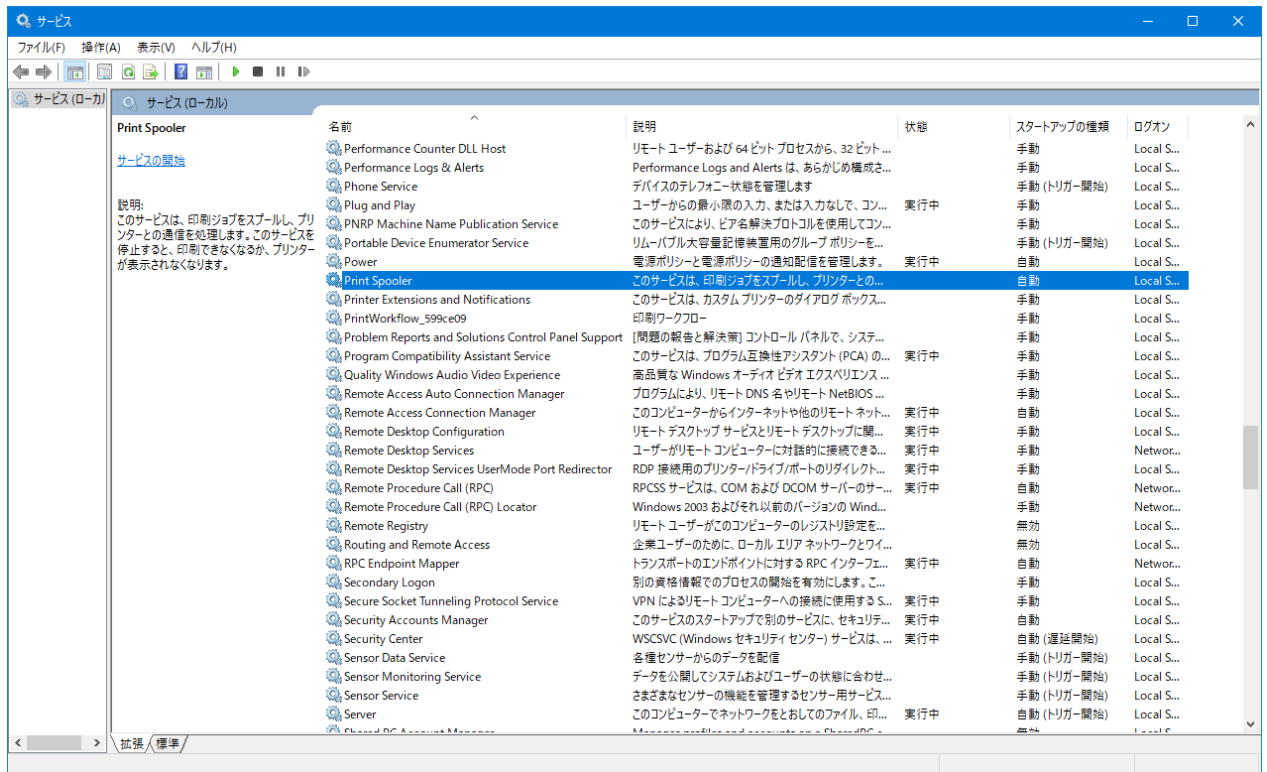 サービス
ファイル(F) 操作(A) 表示(V) ヘルプ(H)
サービス (ローカ
サービス (ローカル)
Print Spooler
サービスの開始
説明:
このサービスは、印刷ジョブをスプールし、プリ
ンターとの通信を処理します。このサービスを
停止すると、印刷できなくなるか、プリンター
が表示されなくなります。
名前 説明 状態 スタートアップの種類 ログオン
Performance Counter DLL Host リモート ユーザーおよび 64 ビット プロセスから、32 ビット ... 手動 Local S...
Performance Logs & Alerts Performance Logs and Alerts は、あらかじめ構成さ... 手動 Local S...
Phone Service デバイスのテレフォニー状態を管理します 手動 (トリガー開始) Local S...
Plug and Play ユーザーからの最小限の入力、または入力なしで、コン... 実行中 手動 Local S...
PNRP Machine Name Publication Service このサービスにより、ピア名解決プロトコルを使用してコン... 手動 Local S...
Portable Device Enumerator Service リムーバブル大容量記憶装置用のグループ ポリシーを... 手動 (トリガー開始) Local S...
Power 電源ポリシーと電源ポリシーの通知配信を管理します。 実行中 自動 Local S...
Print Spooler このサービスは、印刷ジョブをスプールし、プリンターとの... 自動 Local S...
Printer Extensions and Notifications このサービスは、カスタム プリンターのダイアログ ボックス... 手動 Local S...
PrintWorkflow_599ce09 印刷ワークフロー 手動 Local S...
Problem Reports and Solutions Control Panel Support [問題の報告と解決策] コントロール パネルで、システ... 手動 Local S...
Program Compatibility Assistant Service このサービスは、プログラム互換性アシスタント (PCA) の... 実行中 手動 Local S...
Quality Windows Audio Video Experience 高品質な Windows オーディオ ビデオ エクスペリエンス ... 手動 Local S...
Remote Access Auto Connection Manager プログラムにより、リモート DNS 名やリモート NetBIOS ... 手動 Local S...
Remote Access Connection Manager このコンピューターからインターネットや他のリモート ネット... 実行中 自動 Local S...
Remote Desktop Configuration リモート デスクトップ サービスとリモート デスクトップに関... 実行中 手動 Local S...
Remote Desktop Services ユーザーがリモート コンピューターに対話的に接続できる... 実行中 手動 Networ...
Remote Desktop Services UserMode Port Redirector RDP 接続用のプリンター/ドライブ/ポートのリダイレクト... 実行中 手動 Local S...
Remote Procedure Call (RPC) RPCSS サービスは、COM および DCOM サーバーのサー... 実行中 自動 Networ...
Remote Procedure Call (RPC) Locator Windows 2003 およびそれ以前のバージョンの Wind... 手動 Networ...
Remote Registry リモート ユーザーがこのコンピューターのレジストリ設定を... 無効 Local S...
Routing and Remote Access 企業ユーザーのために、ローカル エリア ネットワークとワイ... 無効 Local S...
RPC Endpoint Mapper トランスポートのエンドポイントに対する RPC インターフェ... 実行中 自動 Networ...
Secondary Logon 別の資格情報でのプロセスの開始を有効にします。こ... 手動 Local S...
Secure Socket Tunneling Protocol Service VPN によるリモート コンピューターへの接続に使用する S... 実行中 手動 Local S...
Security Accounts Manager このサービスのスタートアップで別のサービスに、セキュリテ... 実行中 自動 Local S...
Security Center WSCSVC (Windows セキュリティ センター) サービスは、... 実行中 自動 (遅延開始) Local S...
Sensor Data Service 各種センサーからのデータを配信 手動 (トリガー開始) Local S...
Sensor Monitoring Service データを公開してシステムおよびユーザーの状態に合わせ... 手動 (トリガー開始) Local S...
Sensor Service さまざまなセンサーの機能を管理するセンサー用サービス... 手動 (トリガー開始) Local S...
Server このコンピューターでネットワークをとおしてのファイル、印... 実行中 自動 (トリガー開始) Local S...
拡張 標準